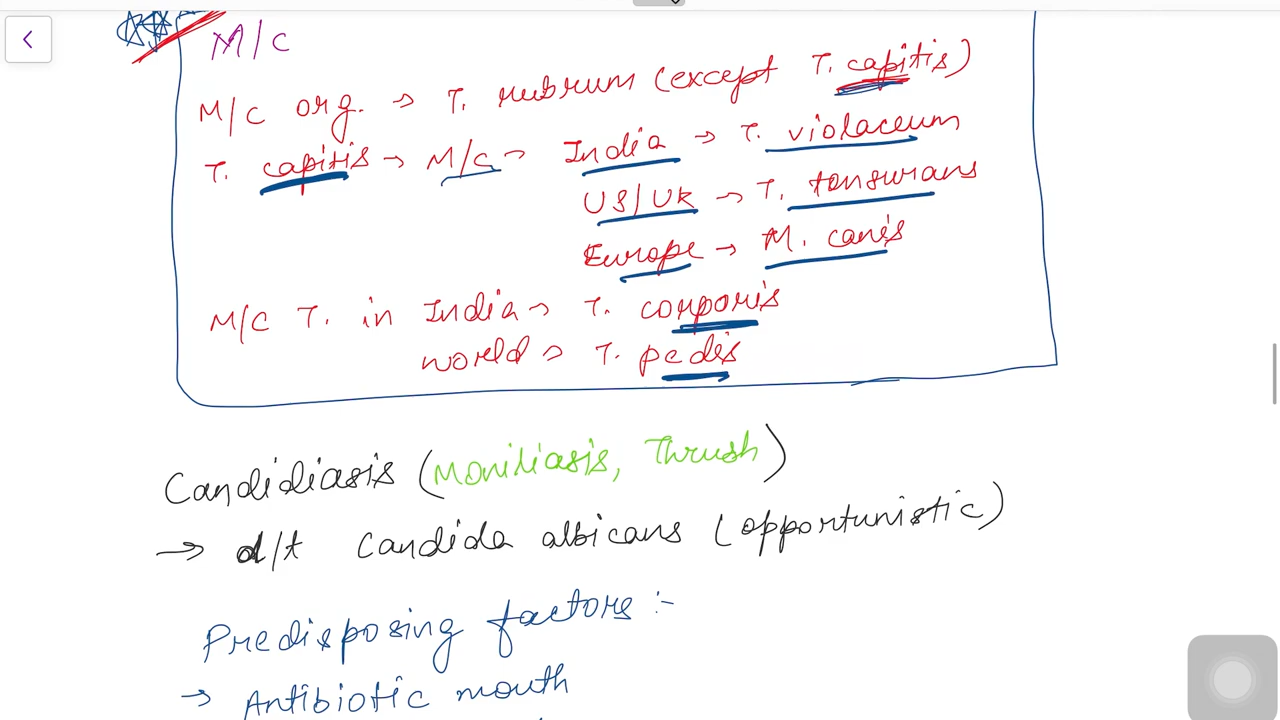 M/C
M/C org. → T. rubrum (except T. capitis)
T. capitis → M/C → India → T. violaceum
US/UK → T. tonsurans
Europe → M. canis
M/C T. in India → T. corporis
world → T. pedis
Candidiasis (Moniliasis, Thrush)
→ d/t Candida albicans (opportunistic)
Predisposing factors :-
→ Antibiotic mouth